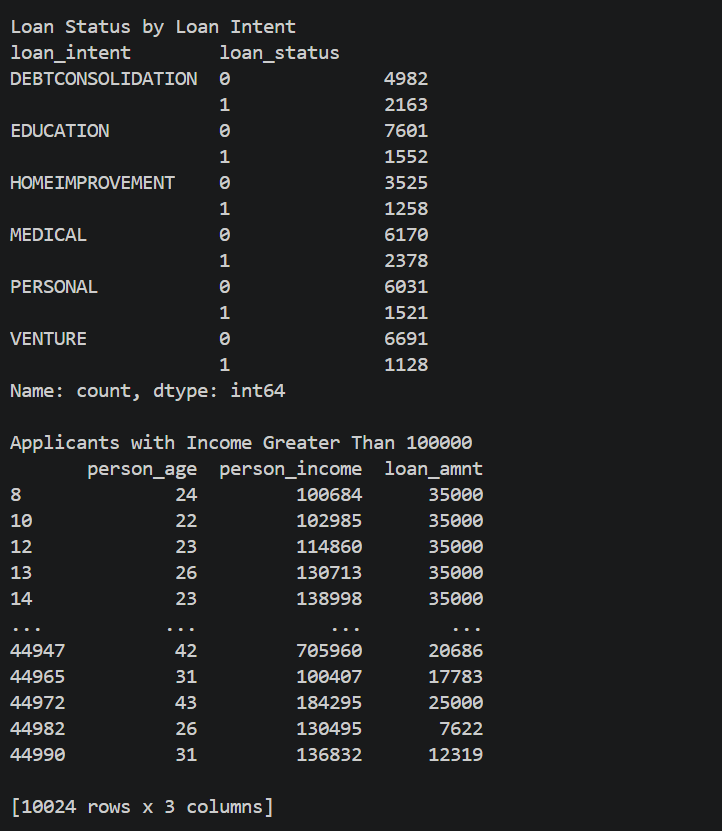 Loan Status by Loan Intent
loan_intent        loan_status
DEBTCONSOLIDATION  0              4982
                   1              2163
EDUCATION          0              7601
                   1              1552
HOMEIMPROVEMENT    0              3525
                   1              1258
MEDICAL            0              6170
                   1              2378
PERSONAL           0              6031
                   1              1521
VENTURE            0              6691
                   1              1128
Name: count, dtype: int64

Applicants with Income Greater Than 100000
       person_age  person_income  loan_amnt
8              24         100684      35000
10             22         102985      35000
12             23         114860      35000
13             26         130713      35000
14             23         138998      35000
...           ...            ...        ...
44947          42         705960      20686
44965          31         100407      17783
44972          43         184295      25000
44982          26         130495       7622
44990          31         136832      12319

[10024 rows x 3 columns]